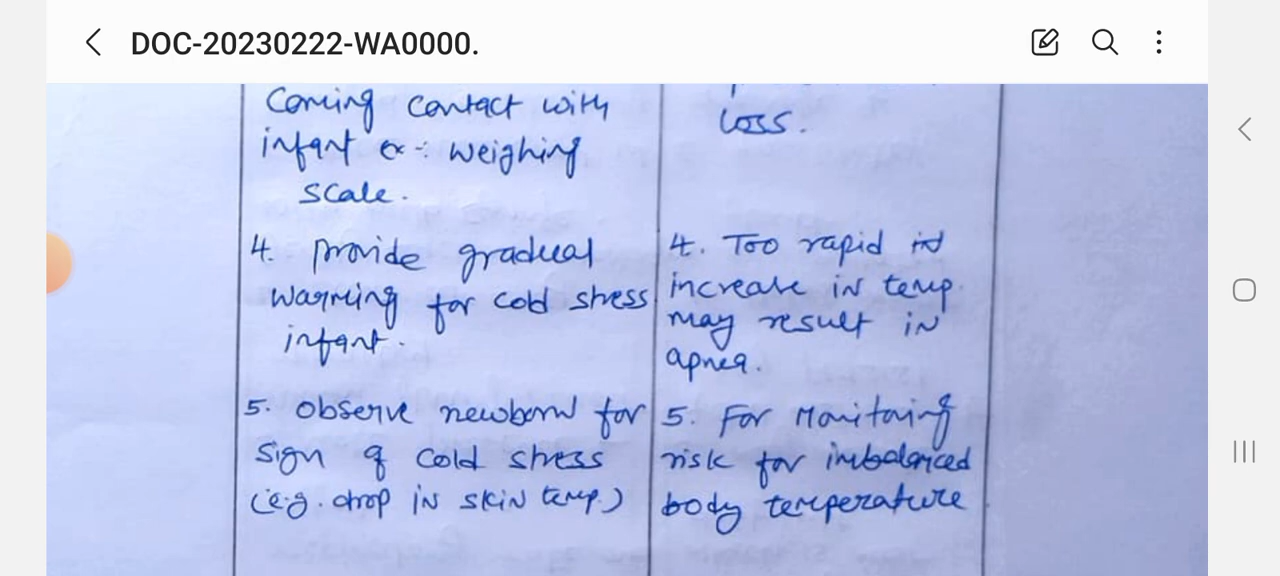 DOC-20230222-WA0000.
Coming contact with
infant ex-: weighing
scale.
4. provide gradual
warming for cold stress
infant.
5. observe newborn for
sign of cold stress
(e.g. drop in skin temp.)
loss.
4. Too rapid
increase in temp.
may result in
apnea.
5. For Monitoring
risk for imbalanced
body temperature